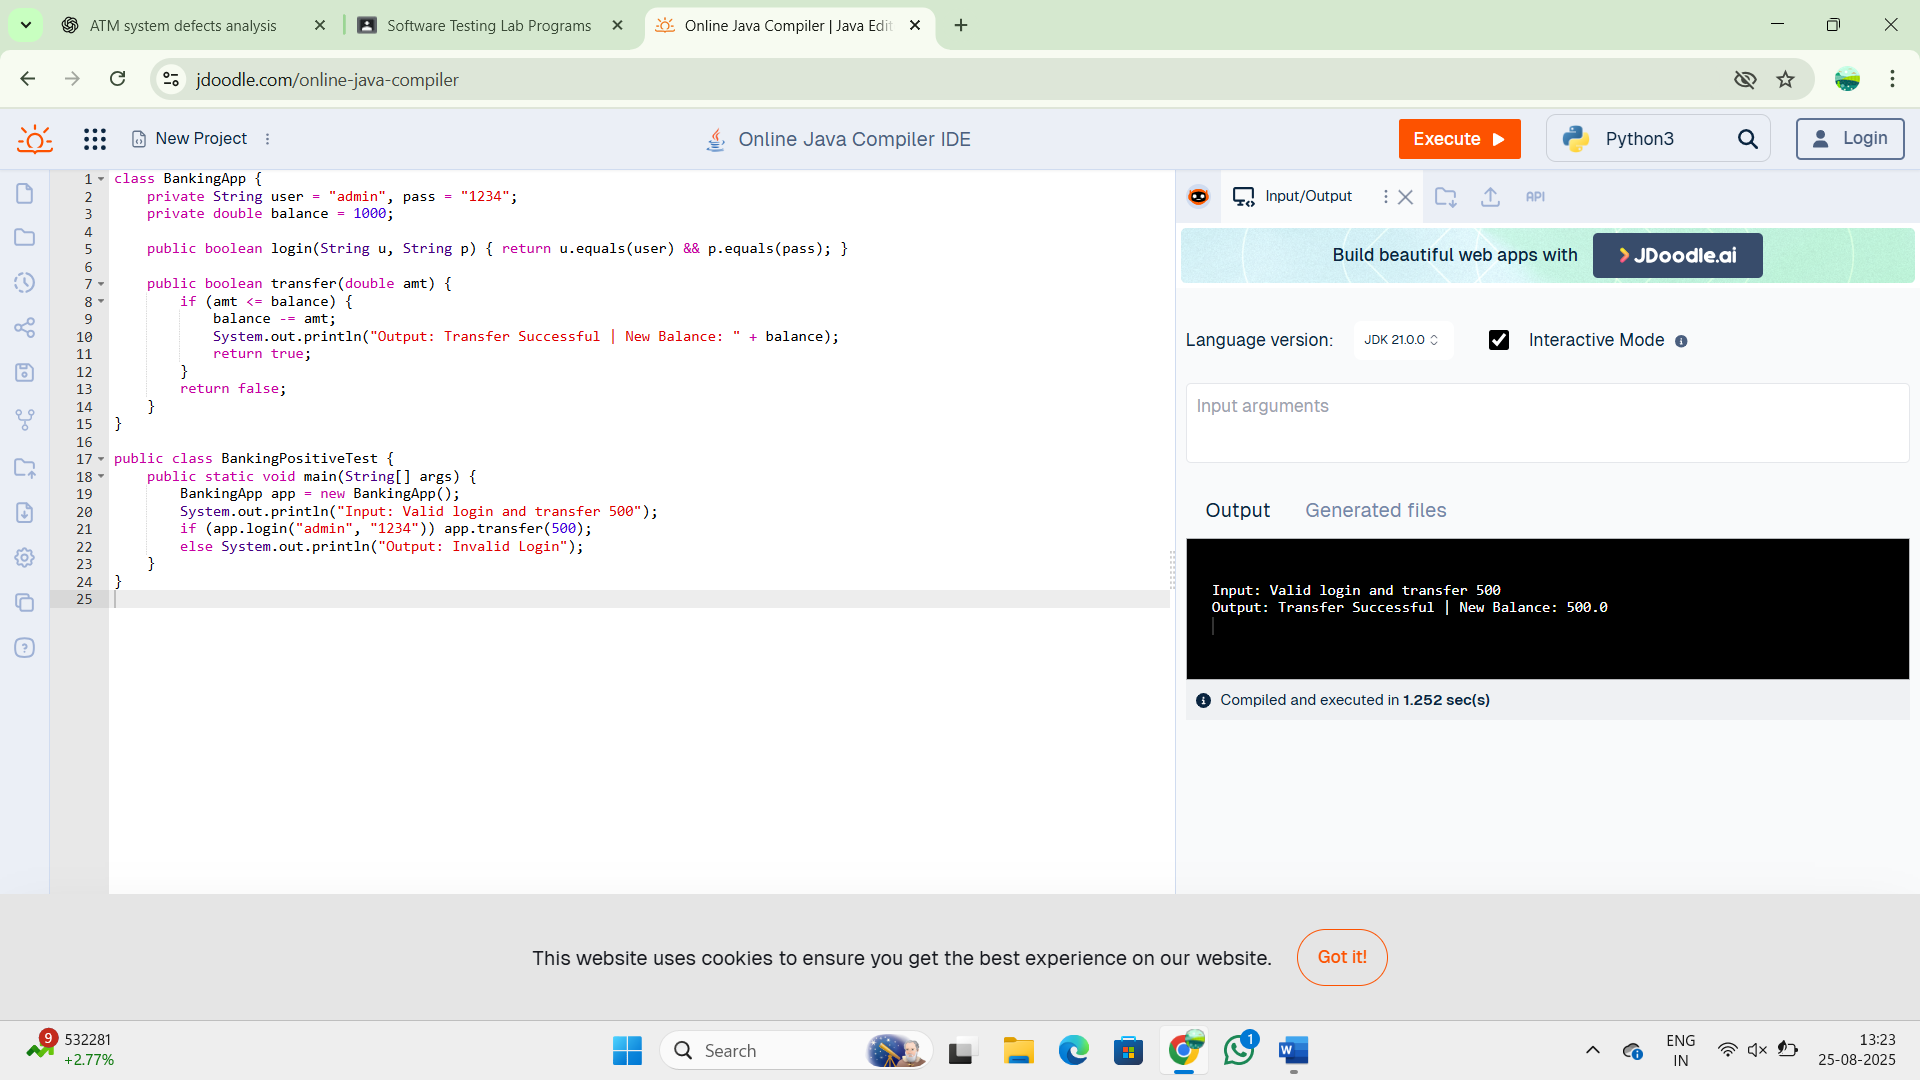 ATM system defects analysis
Software Testing Lab Programs
Online Java Compiler | Java Edit
jdoodle.com/online-java-compiler
New Project
Online Java Compiler IDE
Execute
Python3
Login
1 class BankingApp {
2 private String user = "admin", pass = "1234";
3 private double balance = 1000;
4
5 public boolean login(String u, String p) { return u.equals(user) && p.equals(pass); }
6
7 public boolean transfer(double amt) {
8 if (amt <= balance) {
9 balance -= amt;
10 System.out.println("Output: Transfer Successful | New Balance: " + balance);
11 return true;
12 }
13 return false;
14 }
15 }
16
17 public class BankingPositiveTest {
18 public static void main(String[] args) {
19 BankingApp app = new BankingApp();
20 System.out.println("Input: Valid login and transfer 500");
21 if (app.login("admin", "1234")) app.transfer(500);
22 else System.out.println("Output: Invalid Login");
23 }
24 }
25
Input/Output
API
Build beautiful web apps with
JDoodle.ai
Language version:
JDK 21.0.0
Interactive Mode
Input arguments
Output
Generated files
Input: Valid login and transfer 500
Output: Transfer Successful | New Balance: 500.0
Compiled and executed in 1.252 sec(s)
This website uses cookies to ensure you get the best experience on our website.
Got it!
9
532281
+2.77%
Search
1
W
ENG
IN
13:23
25-08-2025